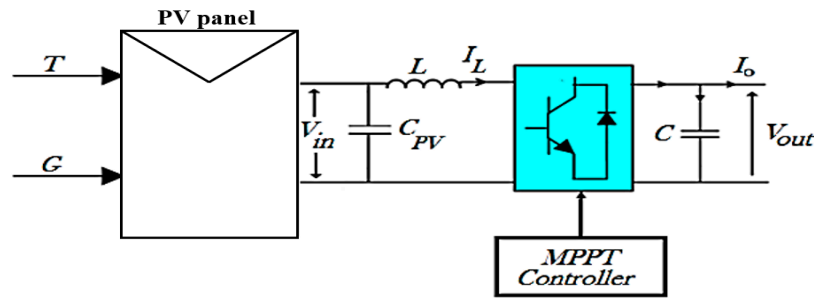 PV panel
T
G
V_in
C_PV
L
I_L
I_o
C
V_out
MPPT
Controller